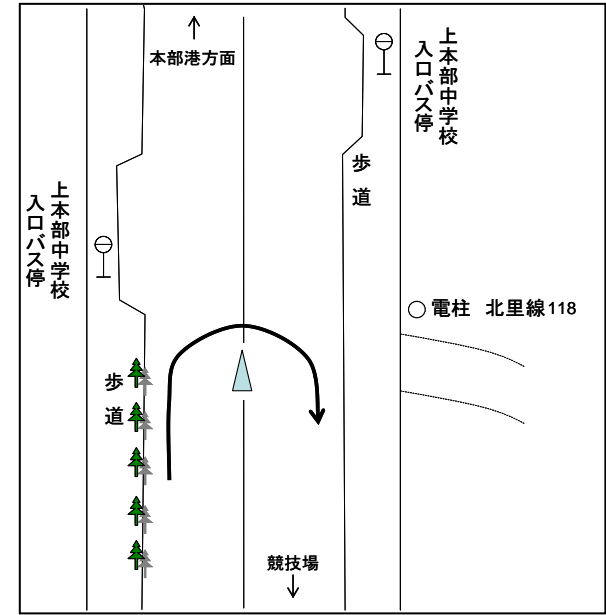 本部港方面
上本部中学校
入口バス停
歩道
上本部中学校
入口バス停
電柱 北里線118
歩道
競技場